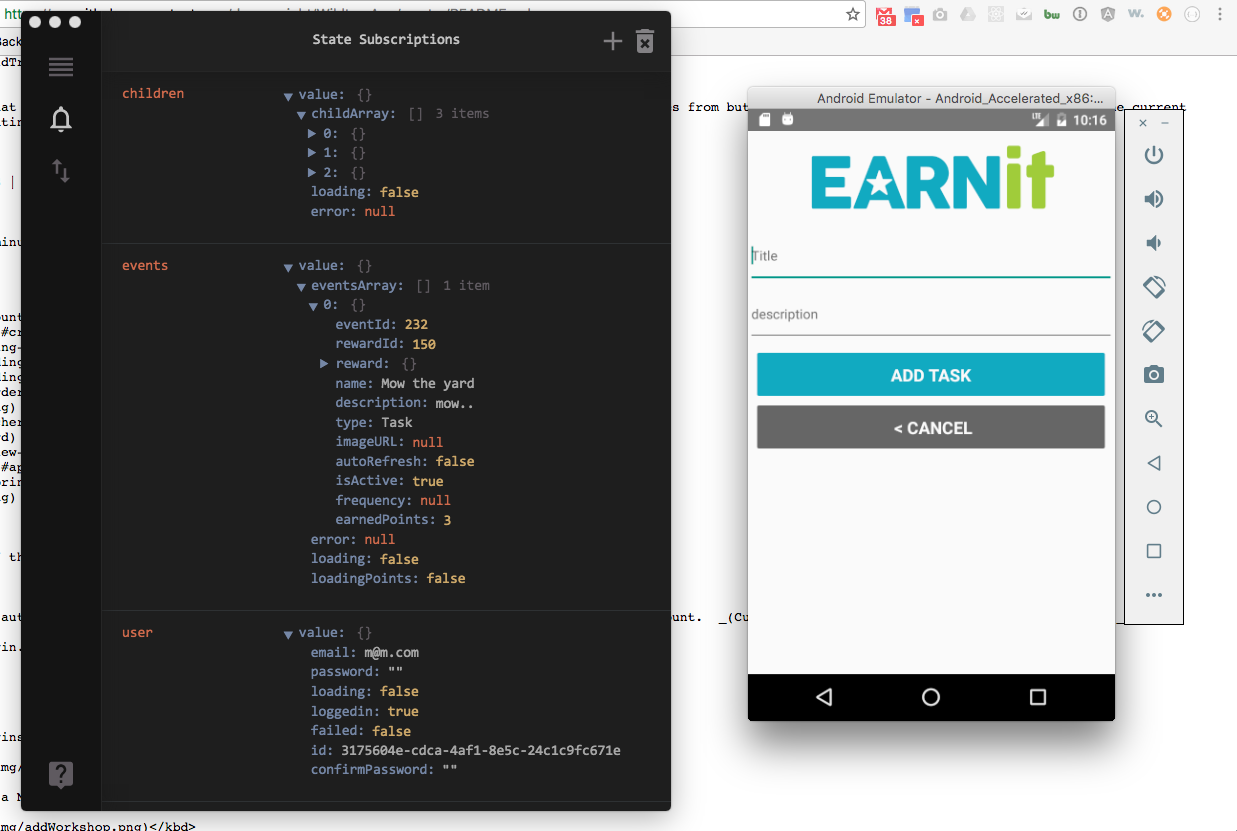 State Subscriptions
children
value: {}
childArray: [] 3 items
0: {}
1: {}
2: {}
loading: false
error: null
events
value: {}
eventsArray: [] 1 item
0: {}
eventId: 232
rewardId: 150
reward: {}
name: Mow the yard
description: mow..
type: Task
imageURL: null
autoRefresh: false
isActive: true
frequency: null
earnedPoints: 3
error: null
loading: false
loadingPoints: false
user
value: {}
email: m@m.com
password: ""
loading: false
loggedin: true
failed: false
id: 3175604e-cdca-4af1-8e5c-24c1c9fc671e
confirmPassword: ""
38
bw
W.
Android Emulator - Android_Accelerated_x86:...
LTE 10:16
EARNit
Title
description
ADD TASK
< CANCEL
s from but
e current
unt. _(Cu
mg/addWorkshop.png)</kbd>